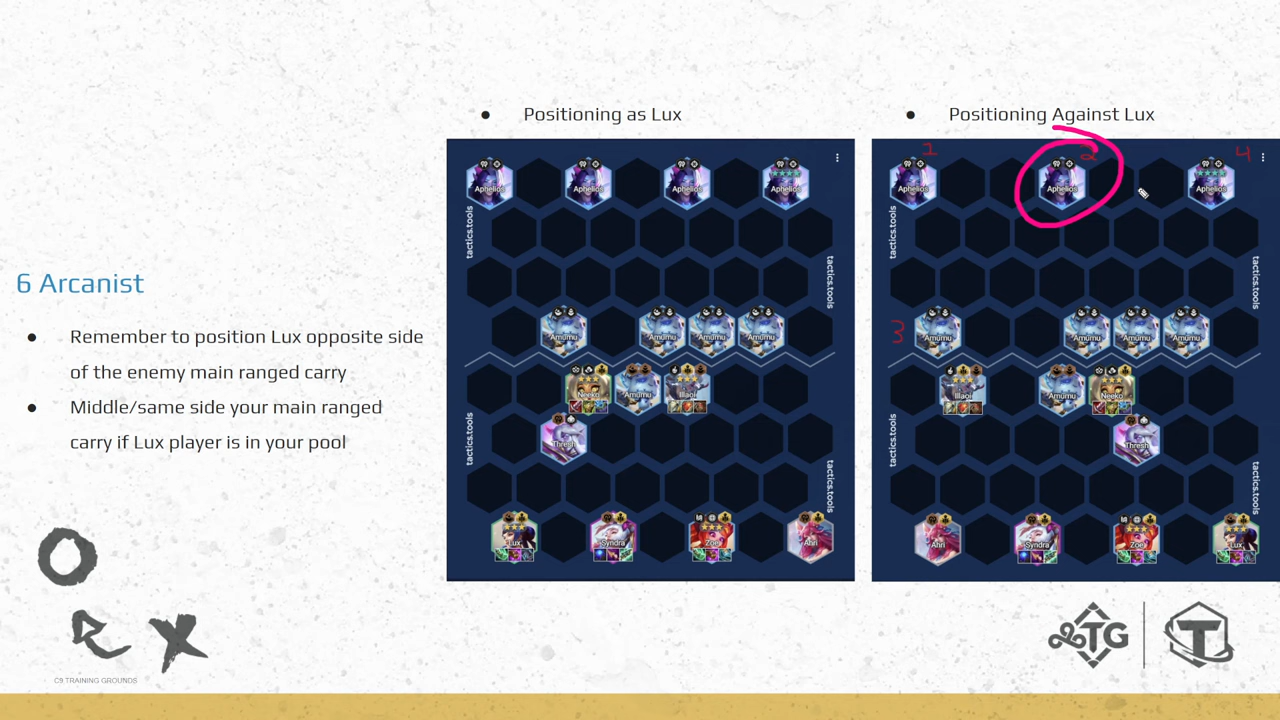 Positioning as Lux
Positioning Against Lux
1
2
4
Aphelios
Aphelios
Aphelios
Aphelios
Aphelios
Aphelios
Aphelios
tactics.tools
tactics.tools
tactics.tools
tactics.tools
6 Arcanist
Remember to position Lux opposite side
of the enemy main ranged carry
Middle/same side your main ranged
carry if Lux player is in your pool
3
Amumu
Amumu
Amumu
Amumu
Amumu
Amumu
Amumu
Amumu
Neeko
Amumu
Illaoi
Illaoi
Amumu
Neeko
Thresh
Thresh
tactics.tools
tactics.tools
tactics.tools
tactics.tools
Lux
Syndra
Zoe
Ahri
Ahri
Syndra
Zoe
Lux
O
R X
TG
T
C9 TRAINING GROUNDS